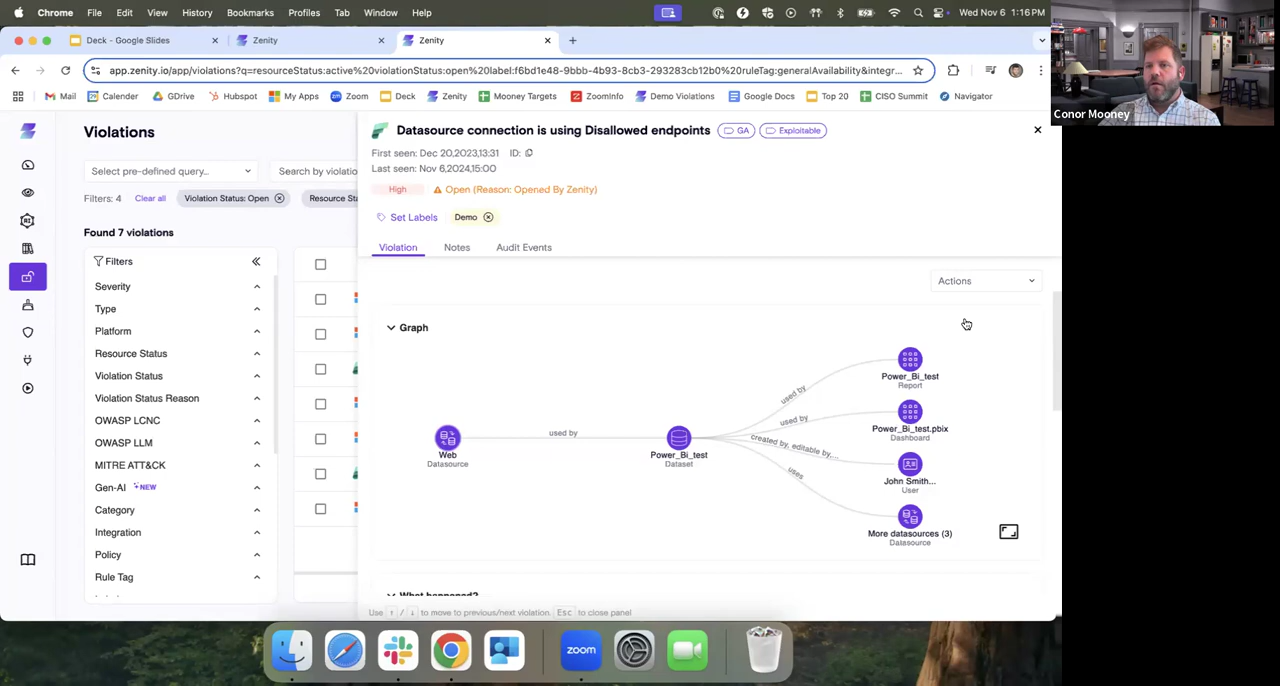 Chrome File Edit View History Bookmarks Profiles Tab Window Help Wed Nov 6 1:16 PM
Deck - Google Slides Zenity Zenity
app.zenity.io/app/violations?q=resourceStatus:active%20violationStatus:open%20label:f6bd1e48-9bbb-4b93-8cb3-293283cb12b0%20ruleTag:generalAvailability&integr...
Mail Calender GDrive Hubspot My Apps Zoom Deck Zenity Mooney Targets ZoomInfo Demo Violations Google Docs Top 20 CISO Summit Navigator
Conor Mooney
Violations
Select pre-defined query...
Search by violatio
Filters: 4 Clear all Violation Status: Open Resource Sta
Found 7 violations
Filters
Severity
Type
Platform
Resource Status
Violation Status
Violation Status Reason
OWASP LCNC
OWASP LLM
MITRE ATT&CK
Gen-AI NEW
Category
Integration
Policy
Rule Tag
Datasource connection is using Disallowed endpoints GA Exploitable
First seen: Dec 20,2023,13:31 ID:
Last seen: Nov 6,2024,15:00
High Open (Reason: Opened By Zenity)
Set Labels Demo
Violation Notes Audit Events
Actions
Graph
Web
Datasource
used by
Power_Bi_test
Dataset
used by
used by
created by, editable by,...
uses
Power_Bi_test
Report
Power_Bi_test.pbix
Dashboard
John Smith...
User
More datasources (3)
Datasource
What happened?
Use ↑ / ↓ to move to previous/next violation. Esc to close panel
zoom